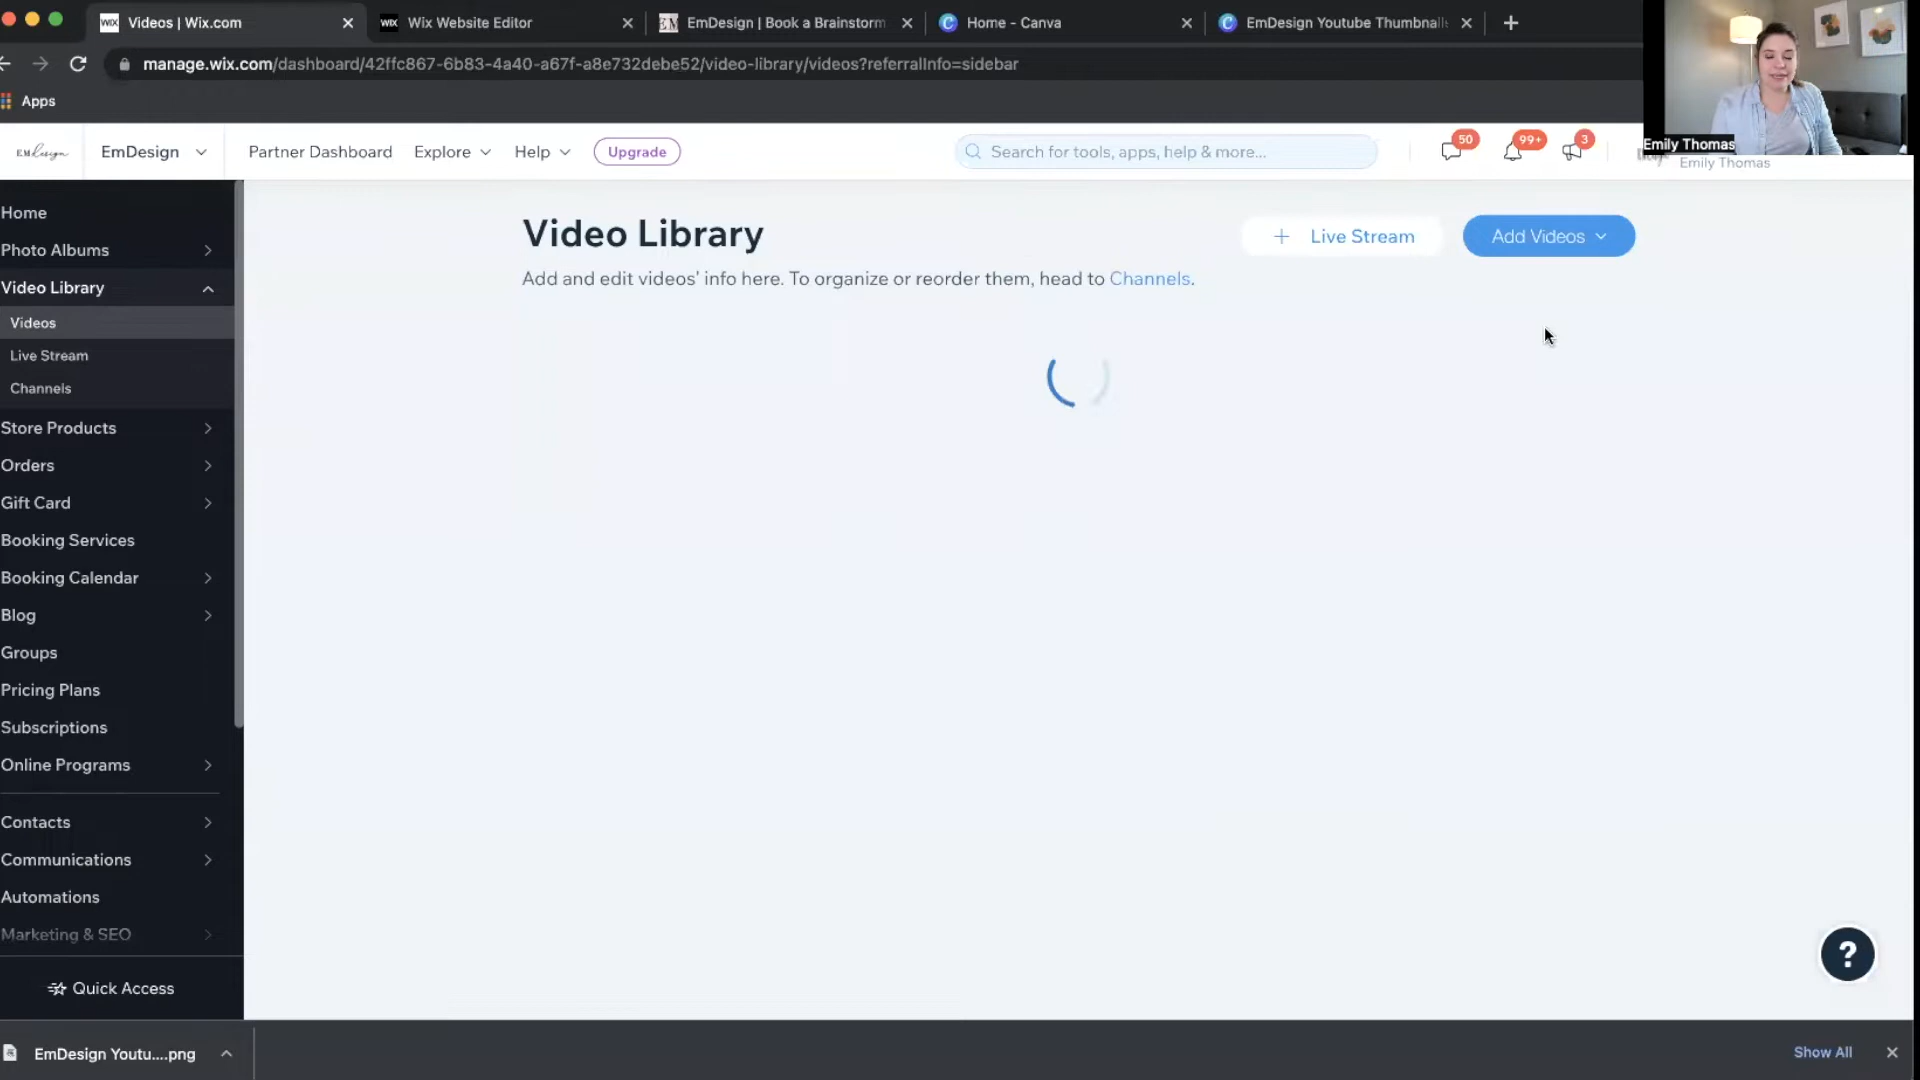 Videos | Wix.com
WIX Wix Website Editor
EM EmDesign | Book a Brainstorm
Home - Canva
EmDesign Youtube Thumbnail
manage.wix.com/dashboard/42ffc867-6b83-4a40-a67f-a8e732debe52/video-library/videos?referralInfo=sidebar
Apps
EmDesign
EmDesign
Partner Dashboard
Explore
Help
Upgrade
Search for tools, apps, help & more...
50
99+
3
Emily Thomas
Emily Thomas
Home
Photo Albums
Video Library
Videos
Live Stream
Channels
Store Products
Orders
Gift Card
Booking Services
Booking Calendar
Blog
Groups
Pricing Plans
Subscriptions
Online Programs
Contacts
Communications
Automations
Marketing & SEO
Quick Access
Video Library
+ Live Stream
Add Videos
Add and edit videos' info here. To organize or reorder them, head to Channels.
?
EmDesign Youtu....png
Show All